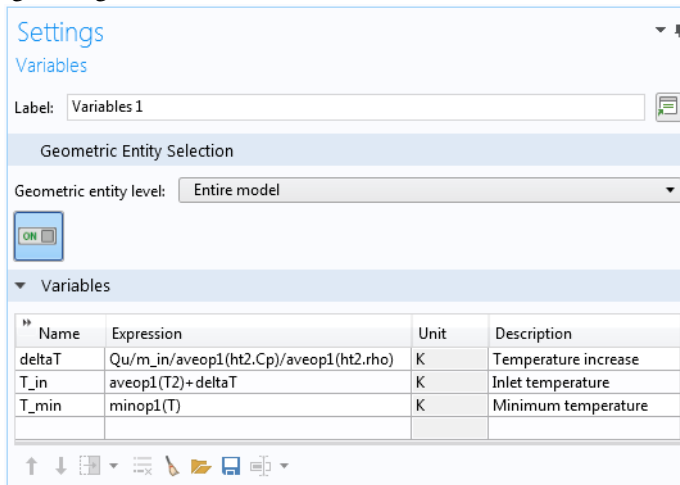 Settings
Variables
Label: Variables 1
Geometric Entity Selection
Geometric entity level: Entire model
ON
Variables
Name Expression Unit Description
deltaT Qu/m_in/aveop1(ht2.Cp)/aveop1(ht2.rho) K Temperature increase
T_in aveop1(T2)+deltaT K Inlet temperature
T_min minop1(T) K Minimum temperature